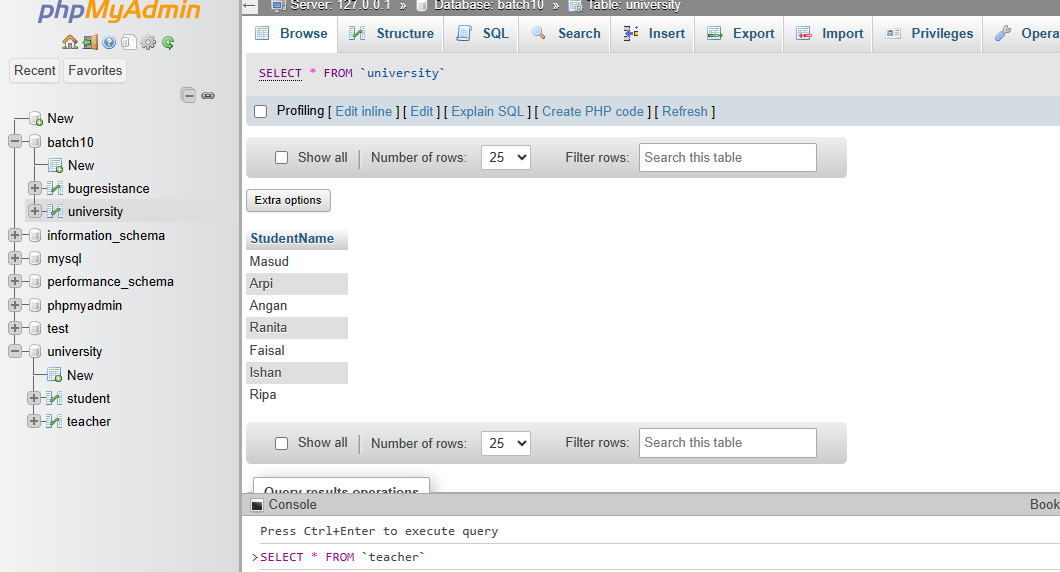 phpMyAdmin
Recent Favorites
New
batch10
New
bugresistance
university
information_schema
mysql
performance_schema
phpmyadmin
test
university
New
student
teacher
Server: 127.0.0.1 » Database: batch10 » Table: university
Browse Structure SQL Search Insert Export Import Privileges Opera
SELECT * FROM `university`
Profiling [ Edit inline ] [ Edit ] [ Explain SQL ] [ Create PHP code ] [ Refresh ]
Show all Number of rows: 25 Filter rows: Search this table
Extra options
StudentName
Masud
Arpi
Angan
Ranita
Faisal
Ishan
Ripa
Show all Number of rows: 25 Filter rows: Search this table
Query results operations
Console Book
Press Ctrl+Enter to execute query
>SELECT * FROM `teacher`